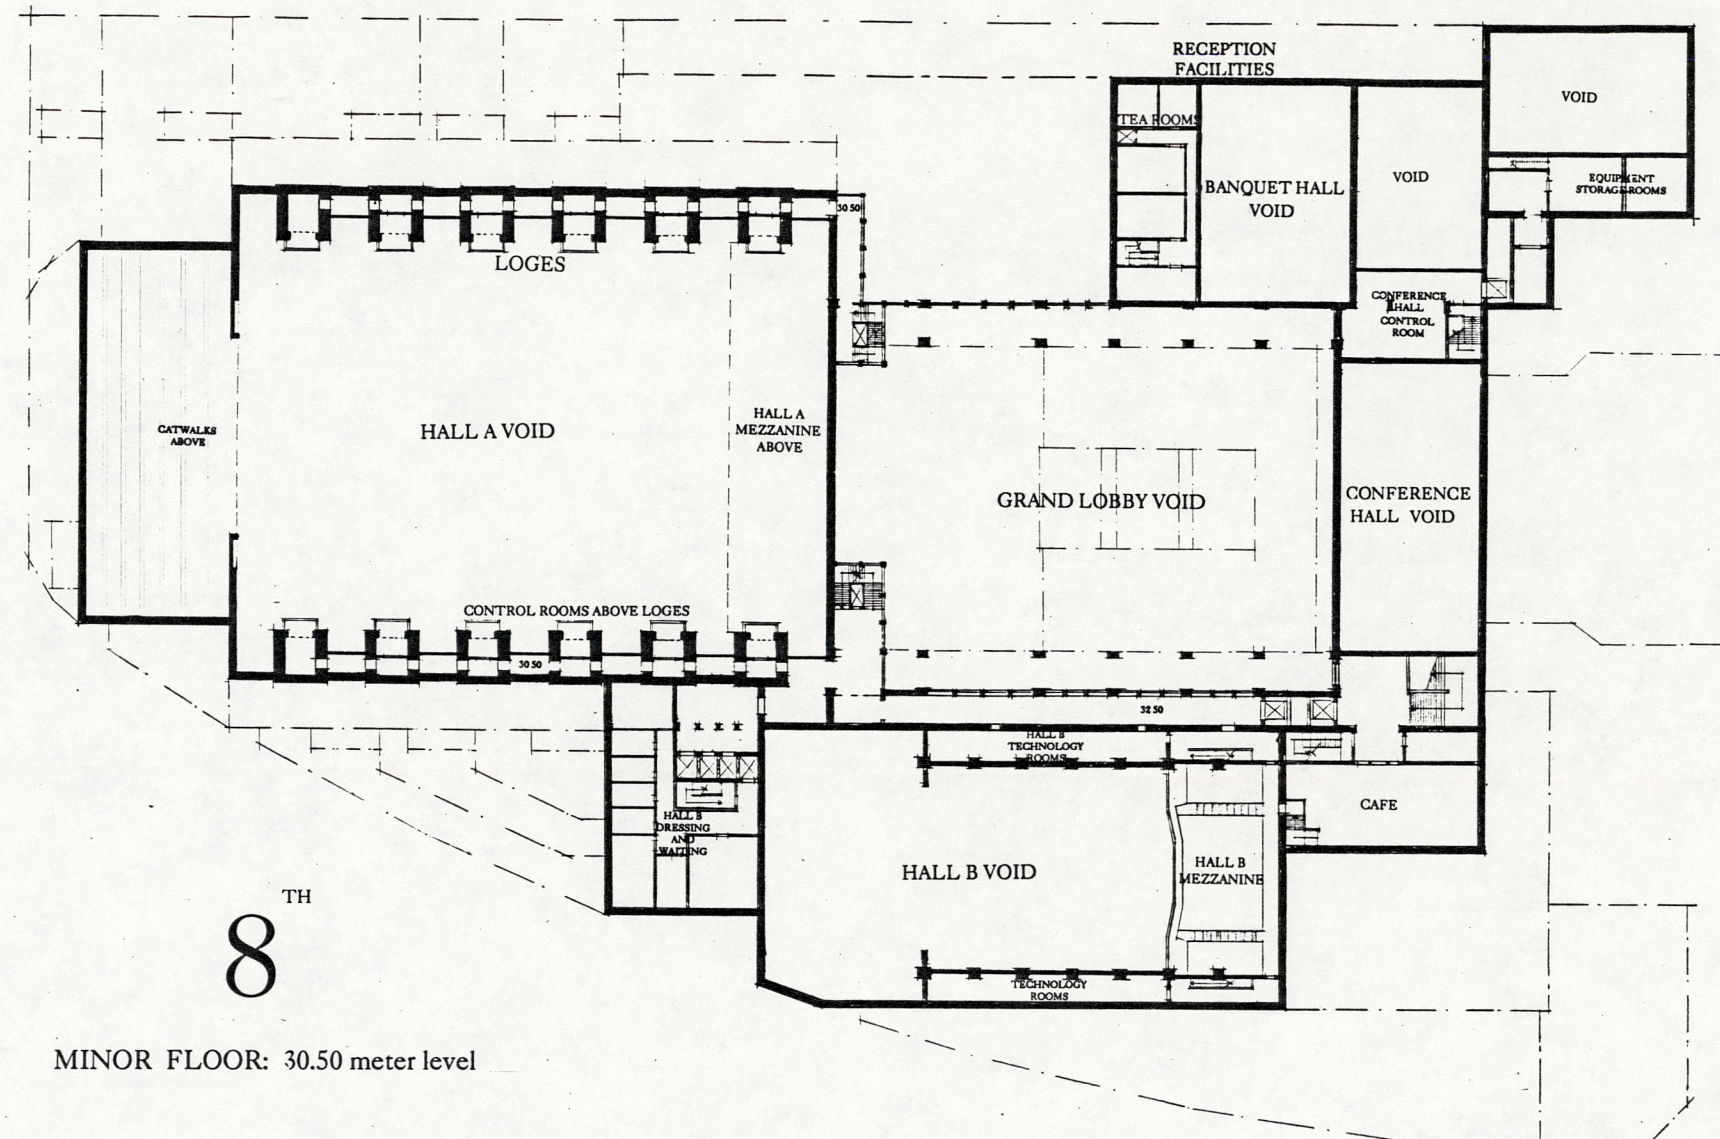 RECEPTION
FACILITIES
VOID
TEA ROOMS
VOID
EQUIPMENT
STORAGE ROOMS
BANQUET HALL
VOID
30 50
LOGES
CONFERENCE
HALL
CONTROL
ROOM
CATWALKS
ABOVE
HALL A VOID
HALL A
MEZZANINE
ABOVE
GRAND LOBBY VOID
CONFERENCE
HALL VOID
CONTROL ROOMS ABOVE LOGES
30 50
32 50
HALL B
TECHNOLOGY
ROOMS
HALL B
DRESSING
AND
WAITING
CAFE
HALL B VOID
HALL B
MEZZANINE
TECHNOLOGY
ROOMS
8TH
MINOR FLOOR: 30.50 meter level